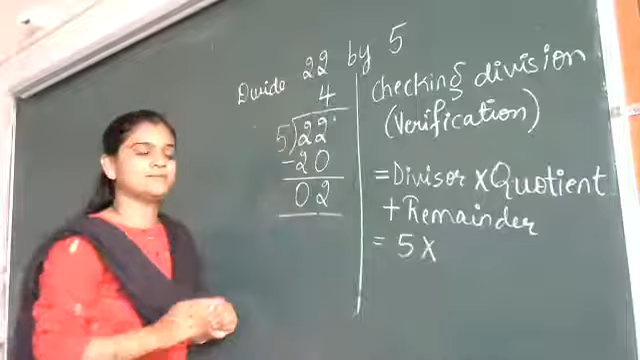 Divide 22 by 5
4
5)22
-20
02
checking division
(Verification)
= Divisor X Quotient
+ Remainder
= 5 X